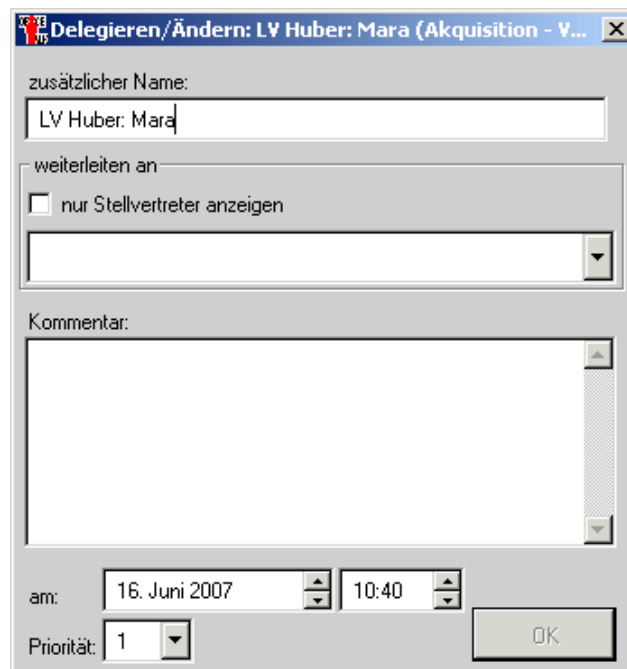 Delegieren/Ändern: LV Huber: Mara (Akquisition - V...
zusätzlicher Name:
LV Huber: Mara
weiterleiten an
nur Stellvertreter anzeigen
Kommentar:
am: 16. Juni 2007 10:40
Priorität: 1
OK